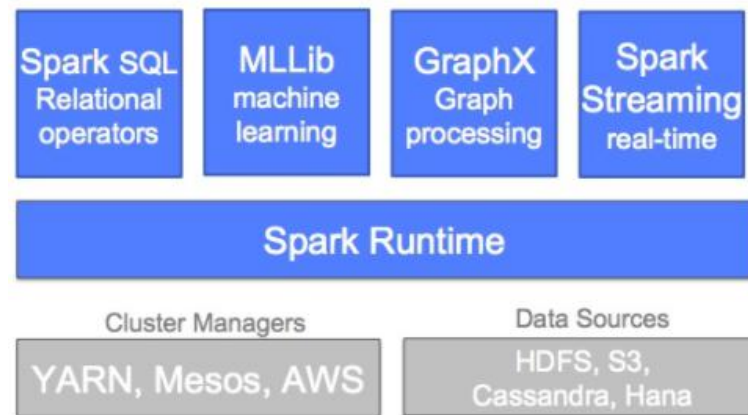 Spark SQL
Relational
operators
MLLib
machine
learning
GraphX
Graph
processing
Spark
Streaming
real-time
Spark Runtime
Cluster Managers
YARN, Mesos, AWS
Data Sources
HDFS, S3,
Cassandra, Hana